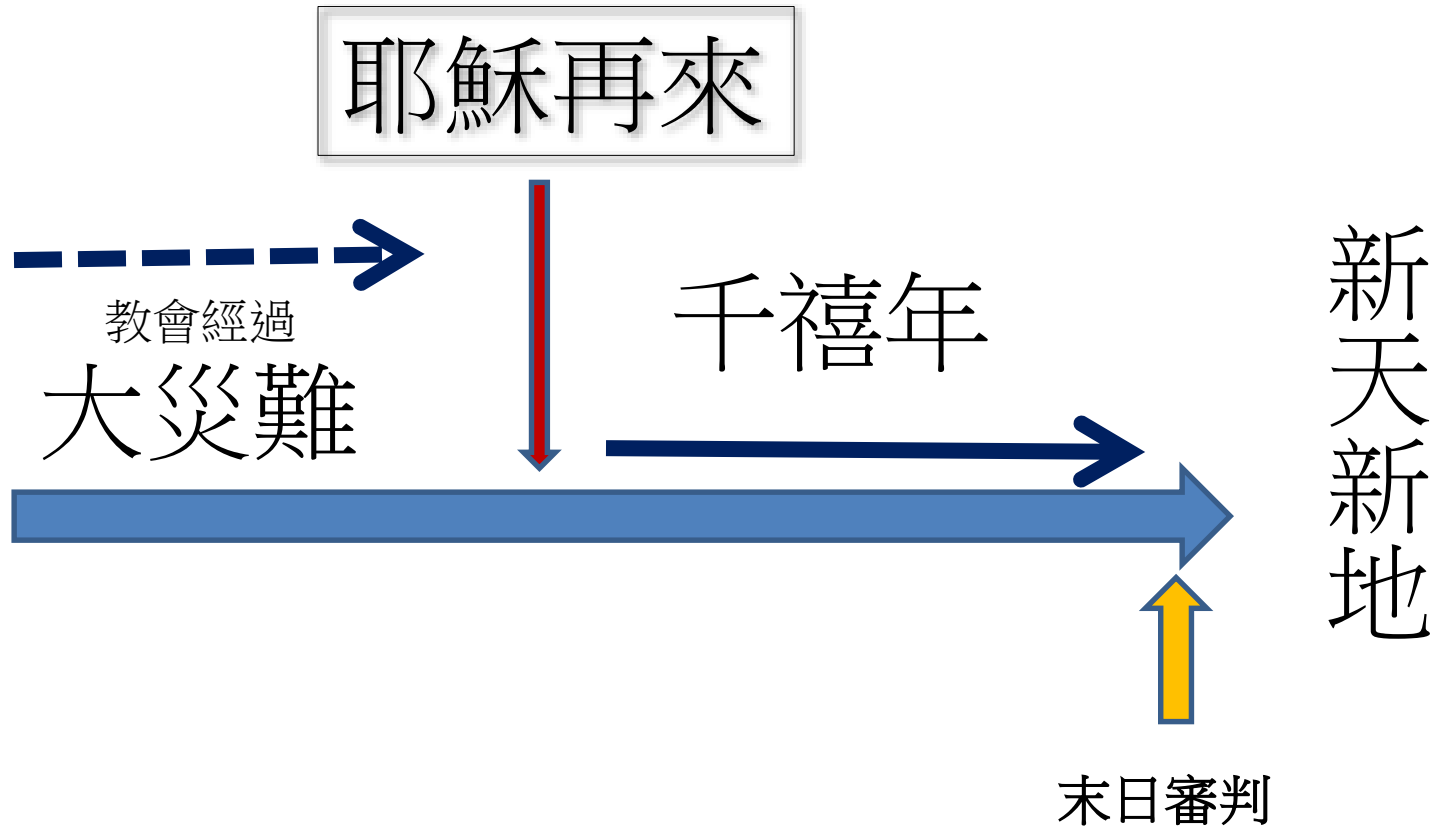 耶穌再來
教會經過
大災難
千禧年
新天新地
末日審判